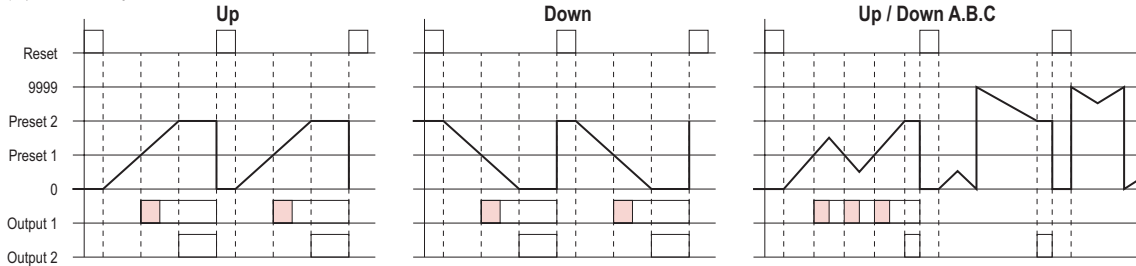 Up
Down
Up / Down A.B.C
Reset
9999
Preset 2
Preset 1
0
Output 1
Output 2